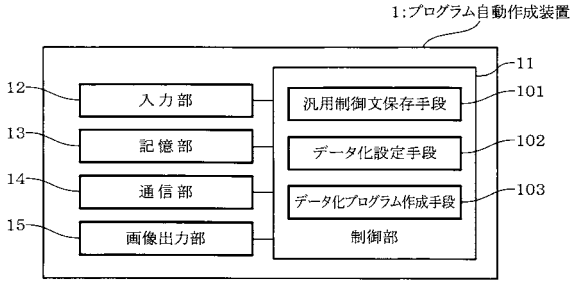 1:プログラム自動作成装置
11
12
入力部
汎用制御文保存手段
101
13
記憶部
データ化設定手段
102
14
通信部
データ化プログラム作成手段
103
15
画像出力部
制御部